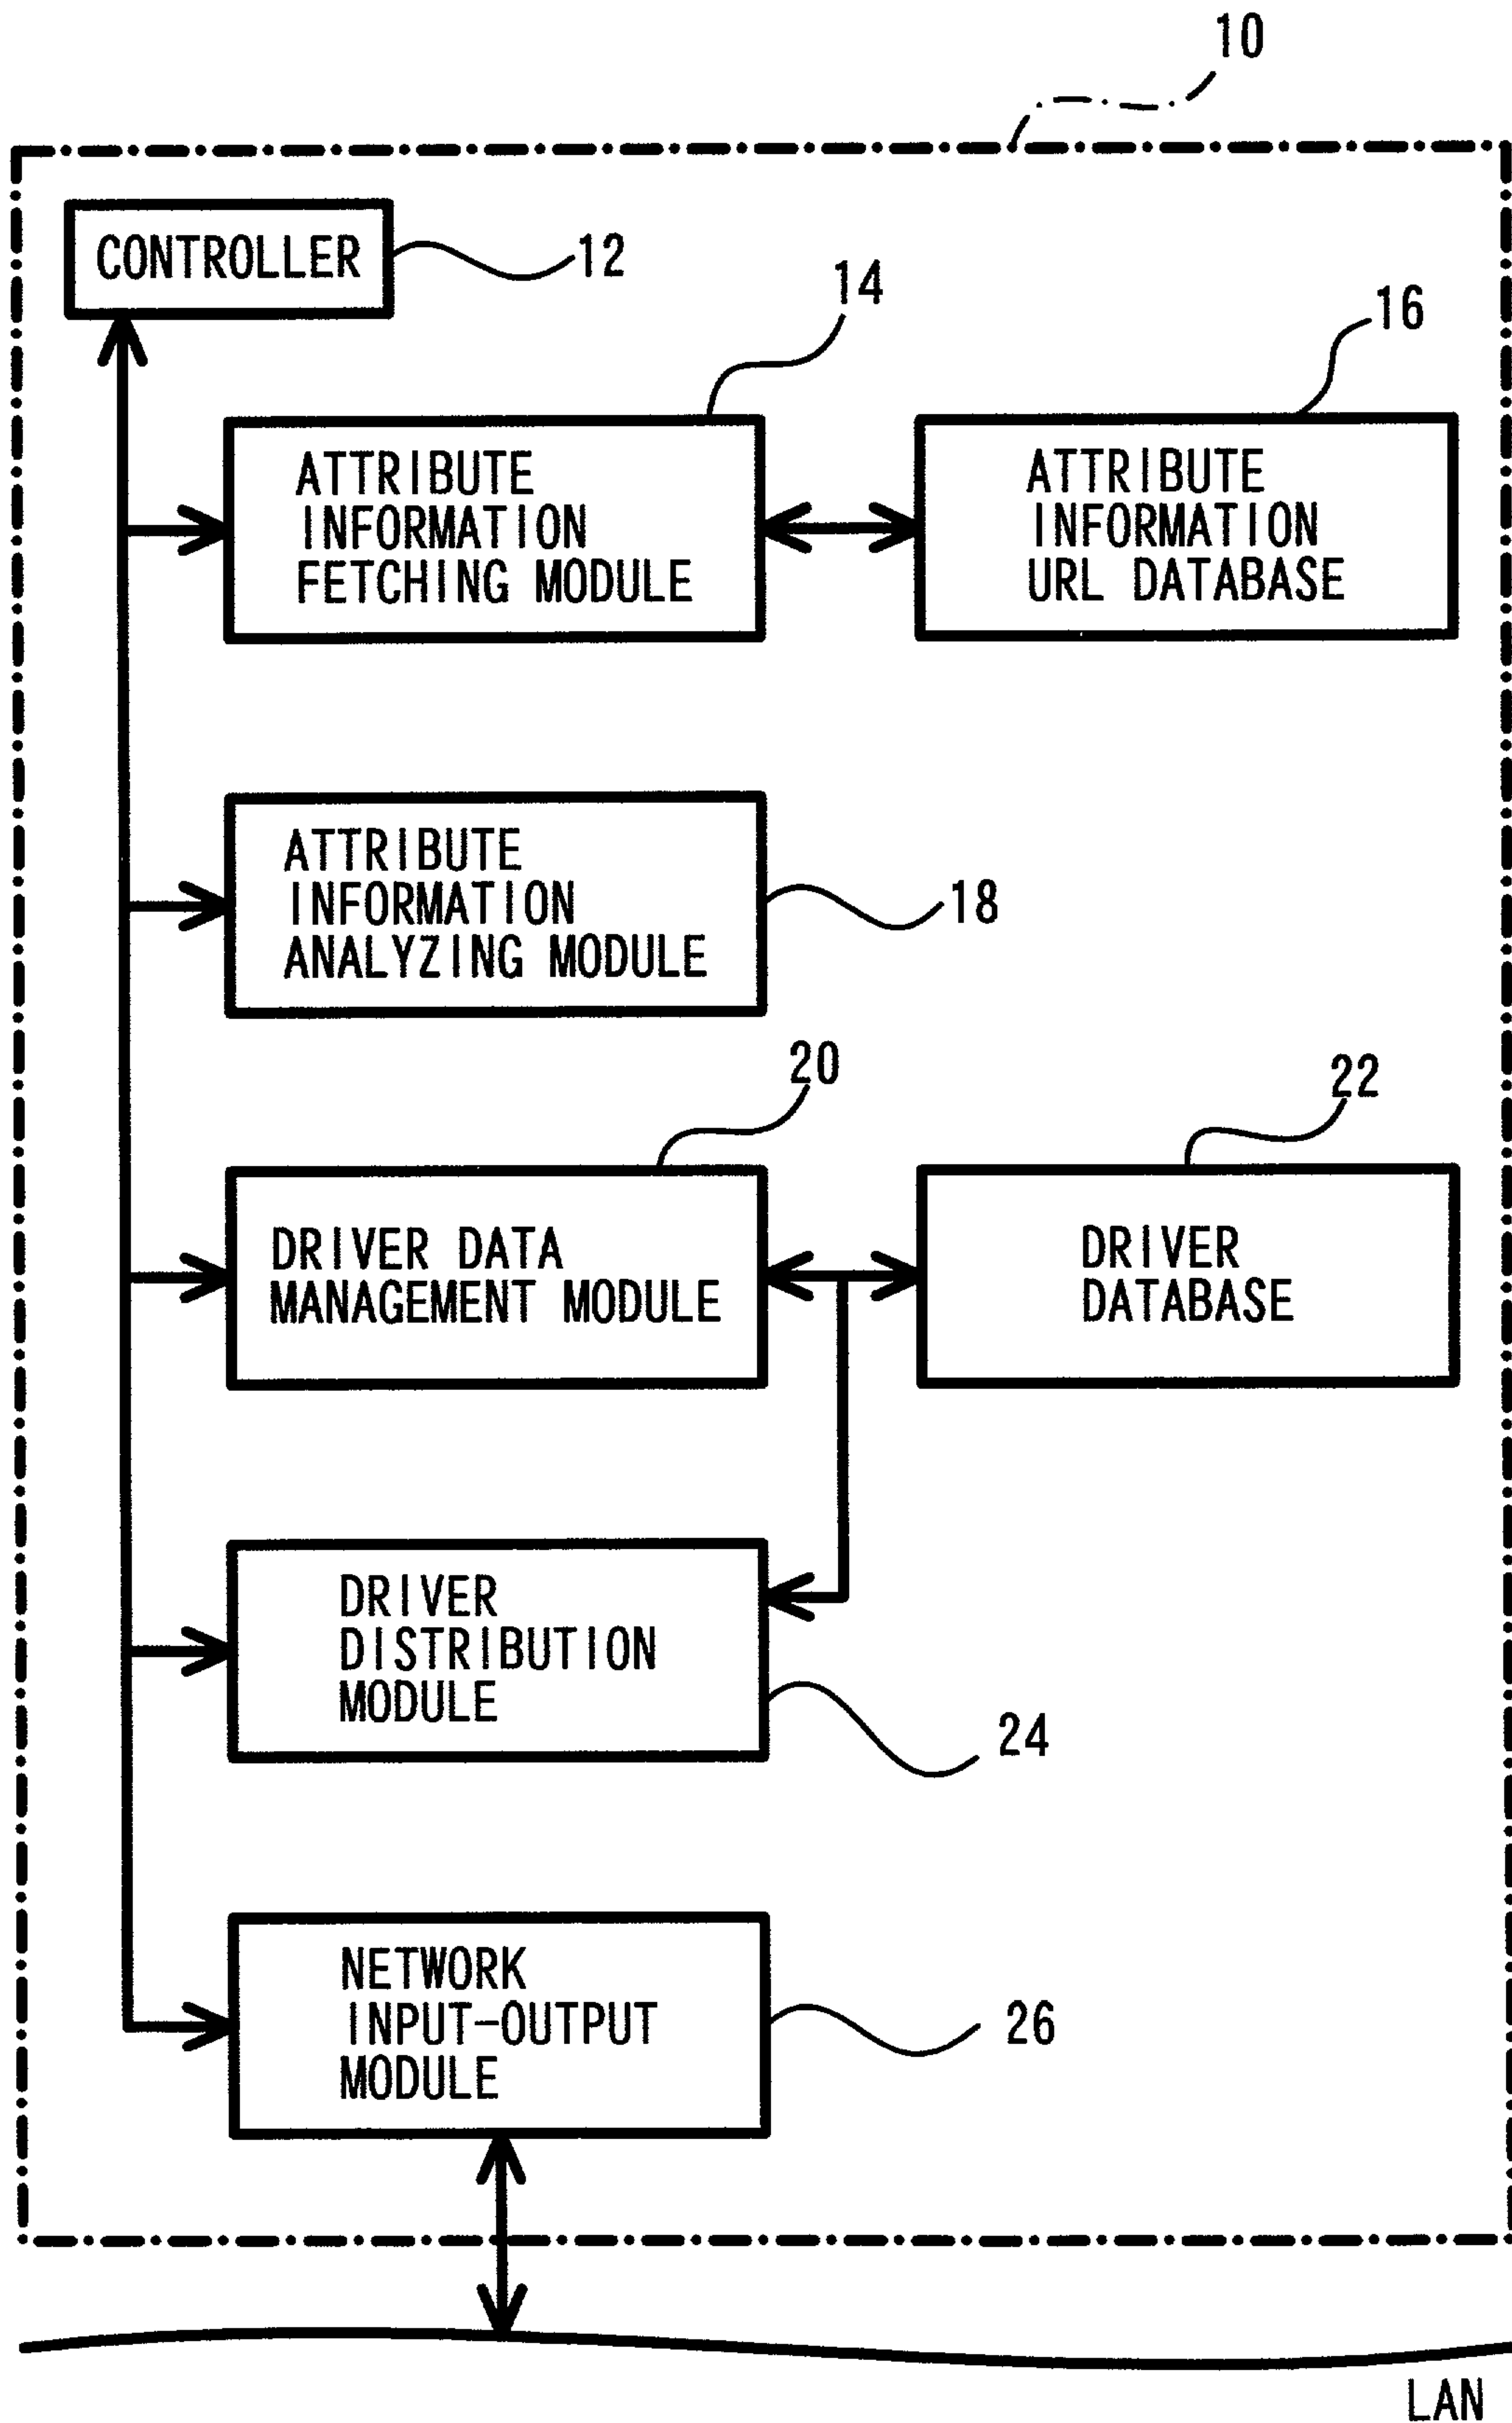 10
CONTROLLER
12
14
16
ATTRIBUTE
INFORMATION
FETCHING MODULE
ATTRIBUTE
INFORMATION
URL DATABASE
ATTRIBUTE
INFORMATION
ANALYZING MODULE
18
20
22
DRIVER DATA
MANAGEMENT MODULE
DRIVER
DATABASE
DRIVER
DISTRIBUTION
MODULE
24
NETWORK
INPUT-OUTPUT
MODULE
26
LAN